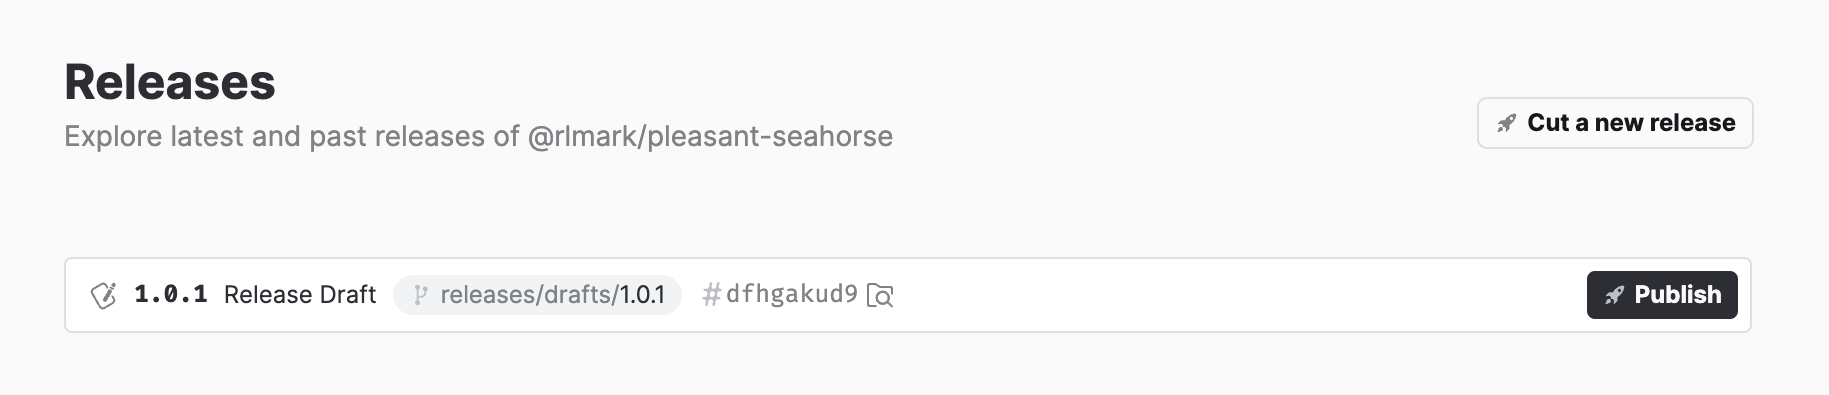 Releases
Explore latest and past releases of @rlmark/pleasant-seahorse
Cut a new release
1.0.1 Release Draft releases/drafts/1.0.1 #dfhgakud9 Publish